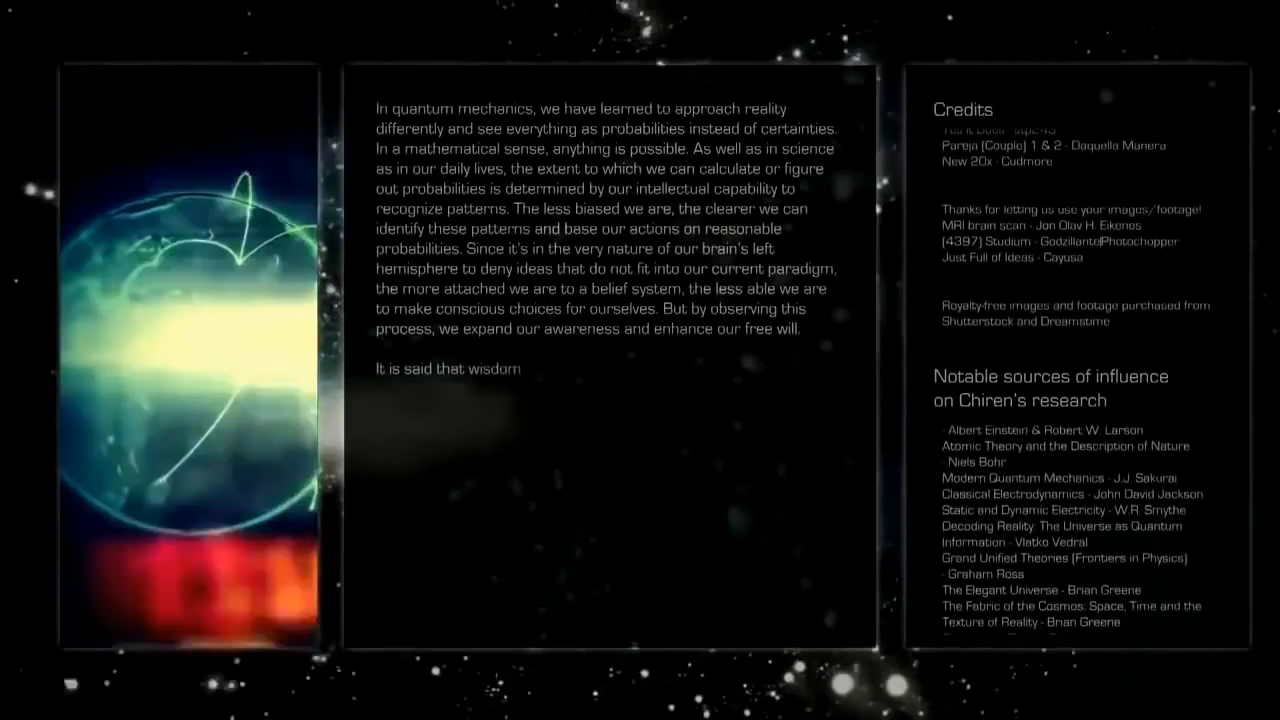 In quantum mechanics, we have learned to approach reality
differently and see everything as probabilities instead of certainties.
In a mathematical sense, anything is possible. As well as in science
as in our daily lives, the extent to which we can calculate or figure
out probabilities is determined by our intellectual capability to
recognize patterns. The less biased we are, the clearer we can
identify these patterns and base our actions on reasonable
probabilities. Since it's in the very nature of our brain's left
hemisphere to deny ideas that do not fit into our current paradigm,
the more attached we are to a belief system, the less able we are
to make conscious choices for ourselves. But by observing this
process, we expand our awareness and enhance our free will.
It is said that wisdom
Credits
Pareja (Couple) 1 & 2 - Daquella Manera
New 20x - Cudmore
Thanks for letting us use your images/footage!
MRI brain scan - Jon Olav H. Eikenes
(4397) Studium - Godzillante|Photochopper
Just Full of Ideas - Cayusa
Royalty-free images and footage purchased from
Shutterstock and Dreamstime
Notable sources of influence
on Chiren's research
- Albert Einstein & Robert W. Larson
Atomic Theory and the Description of Nature
- Niels Bohr
Modern Quantum Mechanics - J.J. Sakurai
Classical Electrodynamics - John David Jackson
Static and Dynamic Electricity - W.R. Smythe
Decoding Reality: The Universe as Quantum
Information - Vlatko Vedral
Grand Unified Theories (Frontiers in Physics)
- Graham Ross
The Elegant Universe - Brian Greene
The Fabric of the Cosmos: Space, Time and the
Texture of Reality - Brian Greene